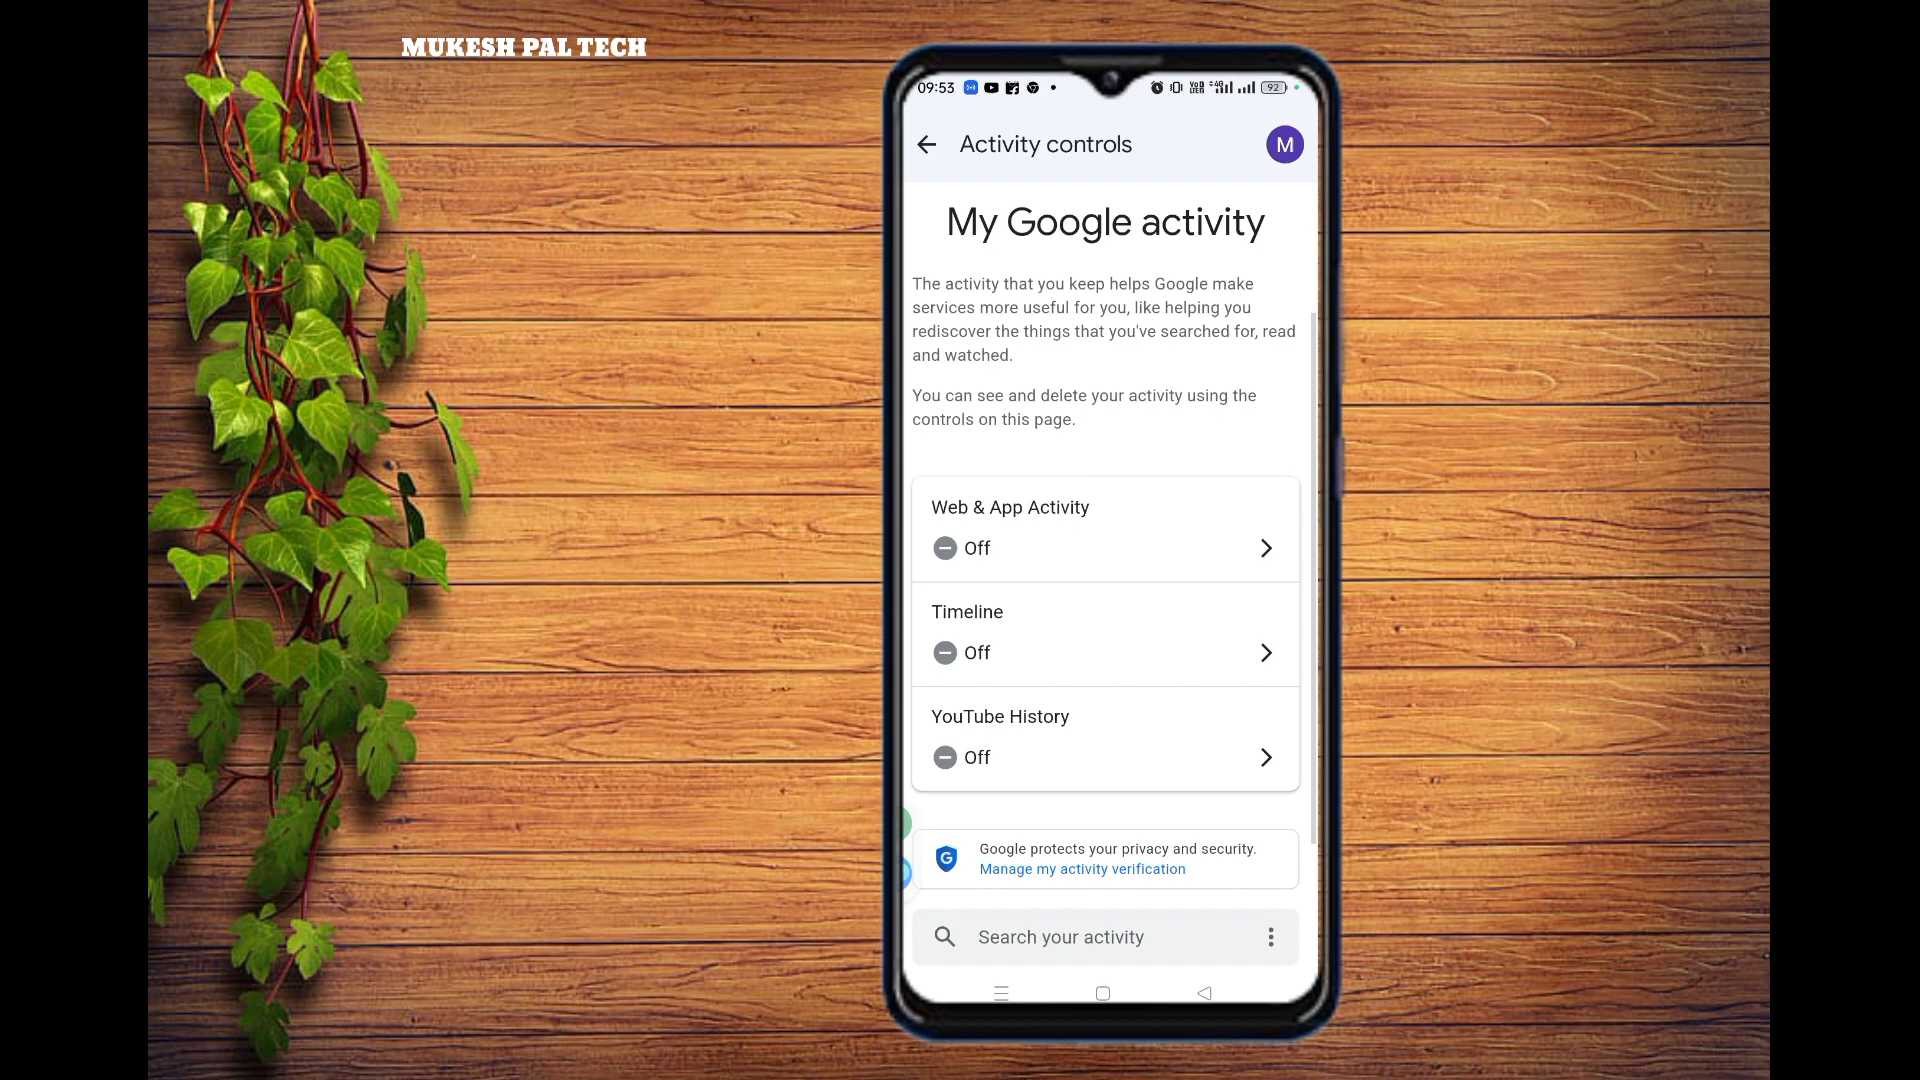 MUKESH PAL TECH
09:53
92
Activity controls
M
My Google activity
The activity that you keep helps Google make
services more useful for you, like helping you
rediscover the things that you've searched for, read
and watched.
You can see and delete your activity using the
controls on this page.
Web & App Activity
Off
Timeline
Off
YouTube History
Off
G
Google protects your privacy and security.
Manage my activity verification
Search your activity